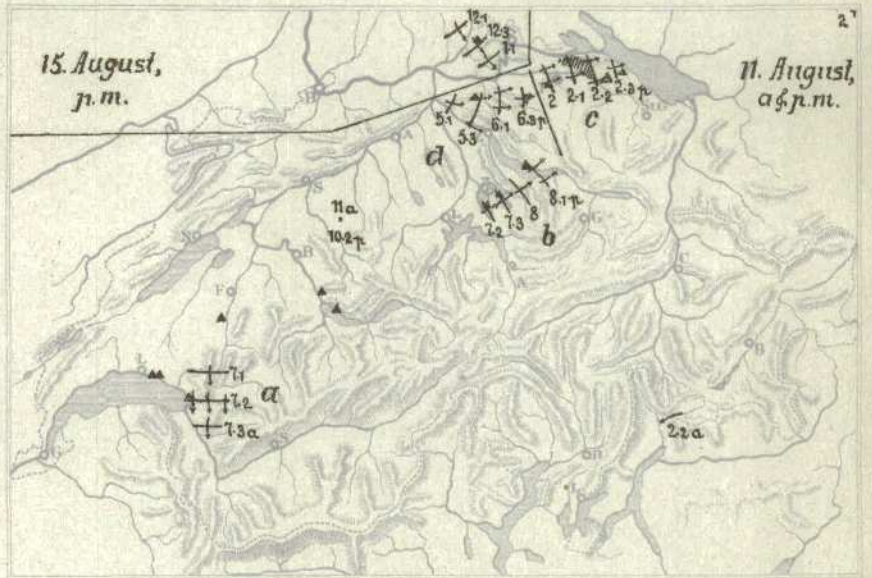 2
15. August,
p.m.
11. August,
a & p.m.
12.1
12.3
1.1
2
2.1
2.2
2.3 p
c
5.1
5.3
6.1
6.3 p
d
7.2
7.3
8
8.1 p
b
11 a
10.2 p
7.1
7.2
7.3 a
a
2.2 a
B
A
S
Z
L
G
N
B
F
A
C
L
B
G
S